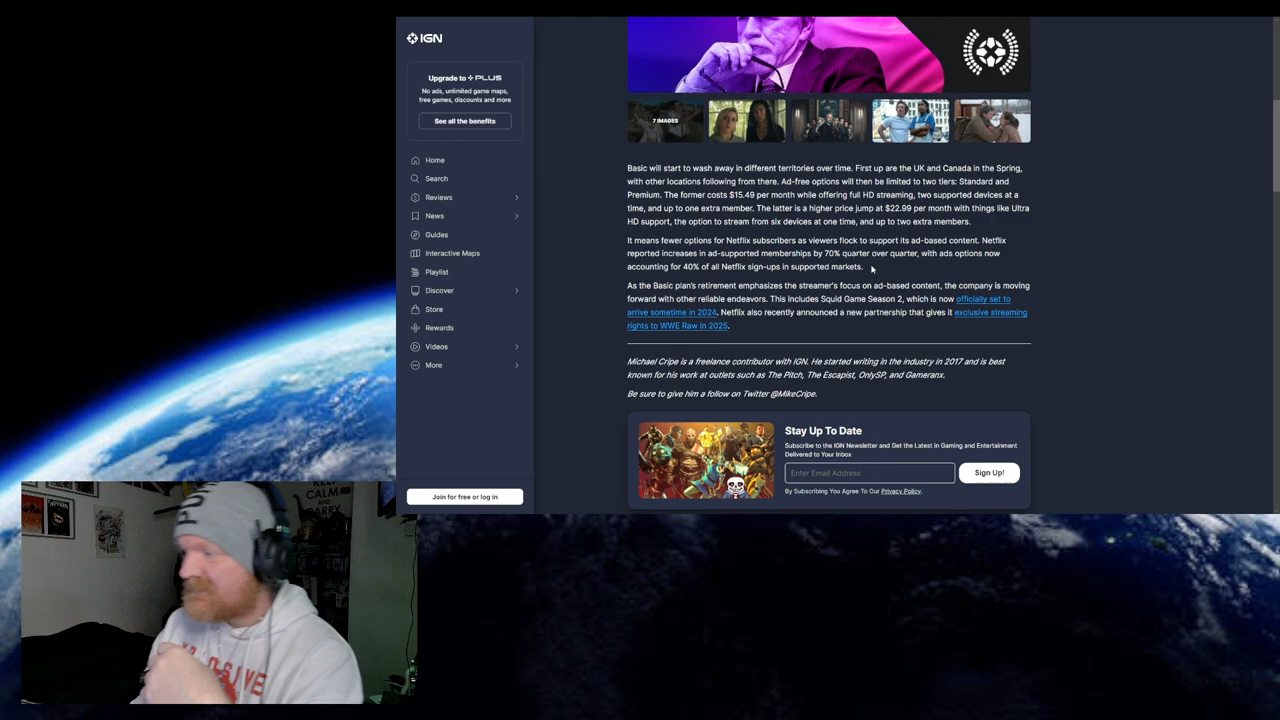 IGN
Upgrade to PLUS
No ads, unlimited game maps,
free games, discounts and more
See all the benefits
Home
Search
Reviews
News
Guides
Interactive Maps
Playlist
Discover
Store
Rewards
Videos
More
Join for free or log in
7 IMAGES
Basic will start to wash away in different territories over time. First up are the UK and Canada in the Spring,
with other locations following from there. Ad-free options will then be limited to two tiers: Standard and
Premium. The former costs $15.49 per month while offering full HD streaming, two supported devices at a
time, and up to one extra member. The latter is a higher price jump at $22.99 per month with things like Ultra
HD support, the option to stream from six devices at one time, and up to two extra members.
It means fewer options for Netflix subscribers as viewers flock to support its ad-based content. Netflix
reported increases in ad-supported memberships by 70% quarter over quarter, with ads options now
accounting for 40% of all Netflix sign-ups in supported markets.
As the Basic plan's retirement emphasizes the streamer's focus on ad-based content, the company is moving
forward with other reliable endeavors. This includes Squid Game Season 2, which is now officially set to
arrive sometime in 2024. Netflix also recently announced a new partnership that gives it exclusive streaming
rights to WWE Raw in 2025.
Michael Cripe is a freelance contributor with IGN. He started writing in the industry in 2017 and is best
known for his work at outlets such as The Pitch, The Escapist, OnlySP, and Gameranx.
Be sure to give him a follow on Twitter @MikeCripe.
Stay Up To Date
Subscribe to the IGN Newsletter and Get the Latest in Gaming and Entertainment
Delivered to Your Inbox
Enter Email Address
Sign Up!
By Subscribing You Agree To Our Privacy Policy.
KEEP
CALM
AND
CARRY